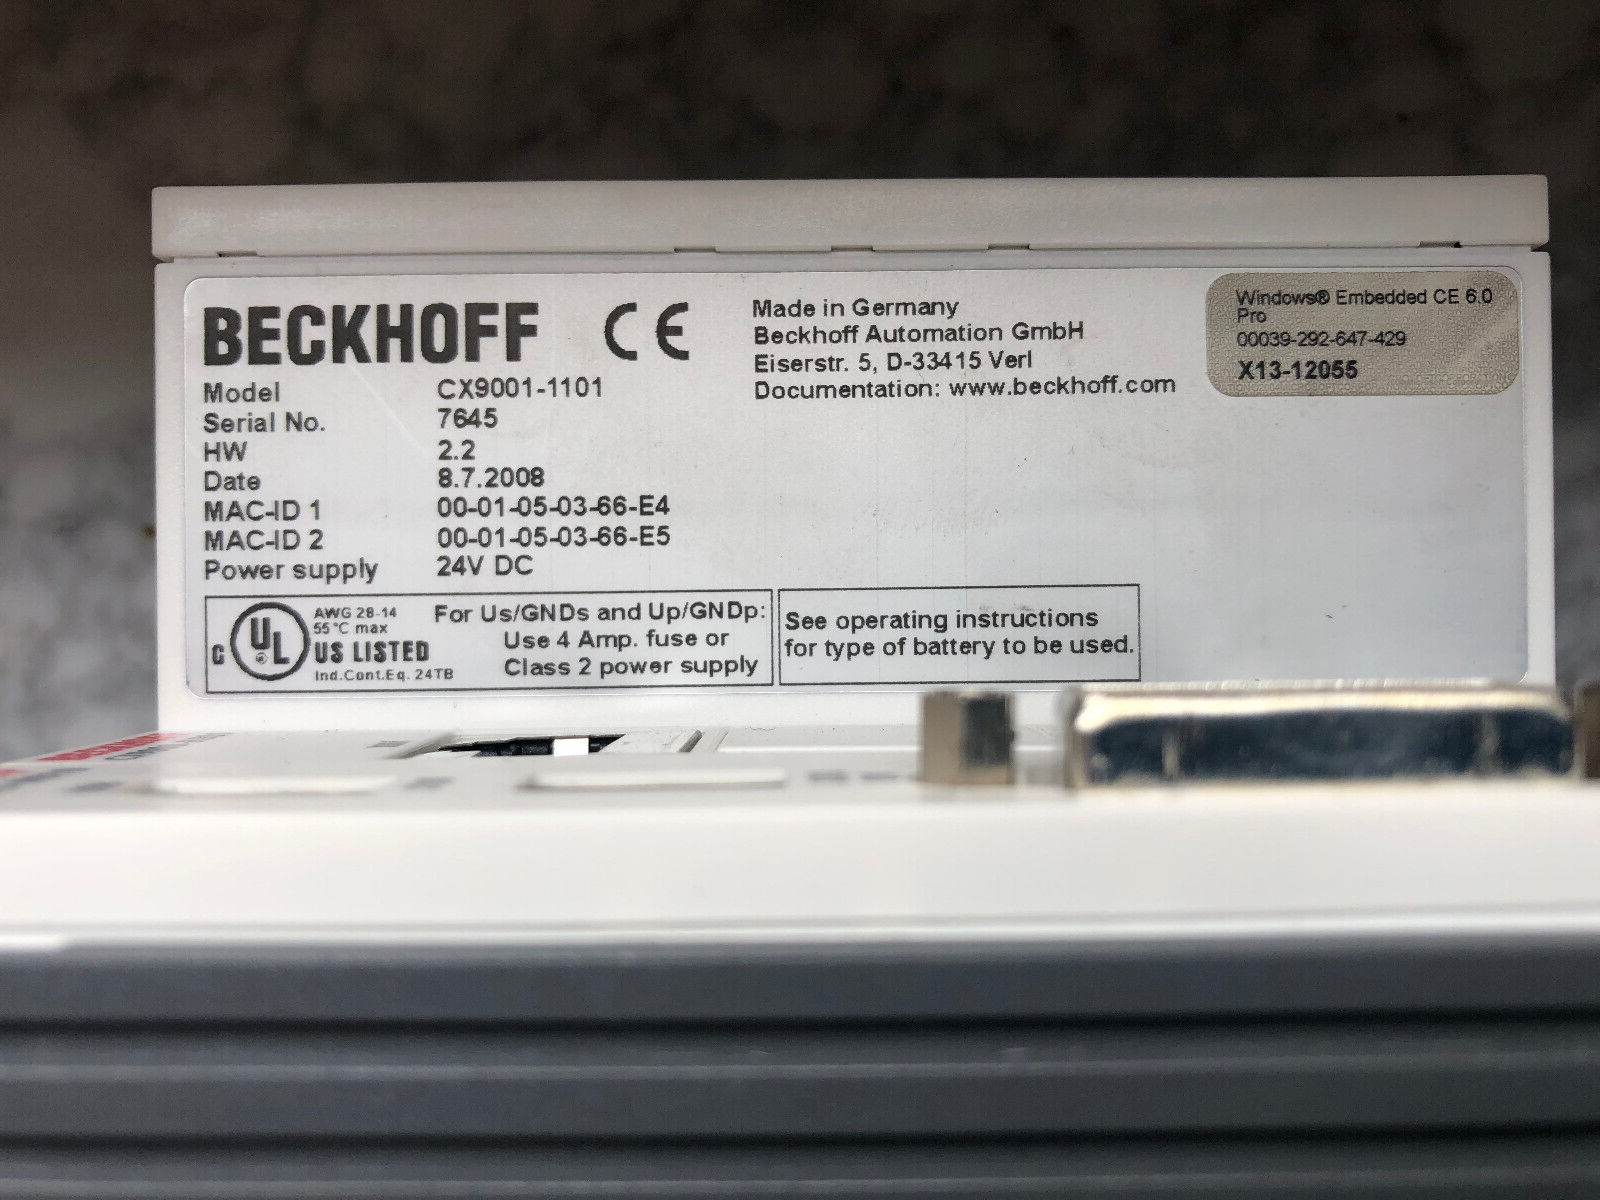 BECKHOFF CE
Model CX9001-1101
Serial No. 7645
HW 2.2
Date 8.7.2008
MAC-ID 1 00-01-05-03-66-E4
MAC-ID 2 00-01-05-03-66-E5
Power supply 24V DC
Made in Germany
Beckhoff Automation GmbH
Eiserstr. 5, D-33415 Verl
Documentation: www.beckhoff.com
Windows® Embedded CE 6.0
Pro
00039-292-647-429
X13-12055
C UL ®
AWG 28-14
55°C max
US LISTED
Ind.Cont.Eq. 24TB
For Us/GNDs and Up/GNDp:
Use 4 Amp. fuse or
Class 2 power supply
See operating instructions
for type of battery to be used.